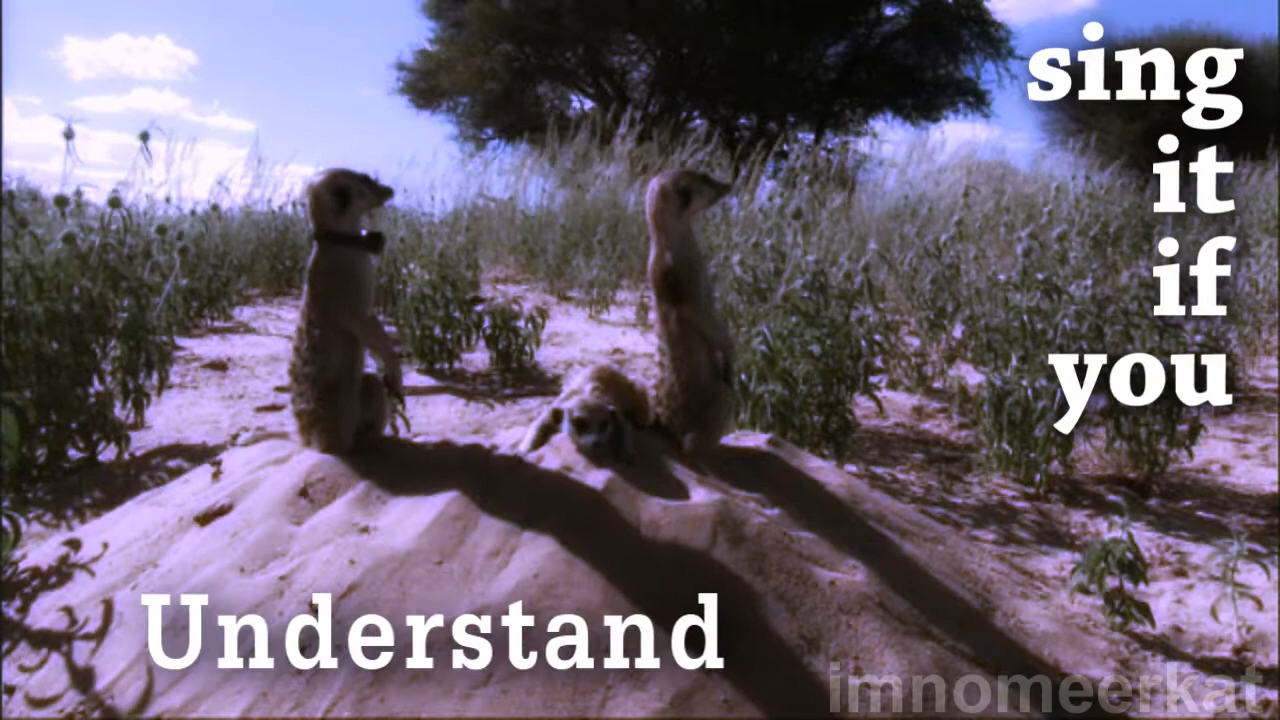 sing
it
if
you
Understand
imnomeerkat